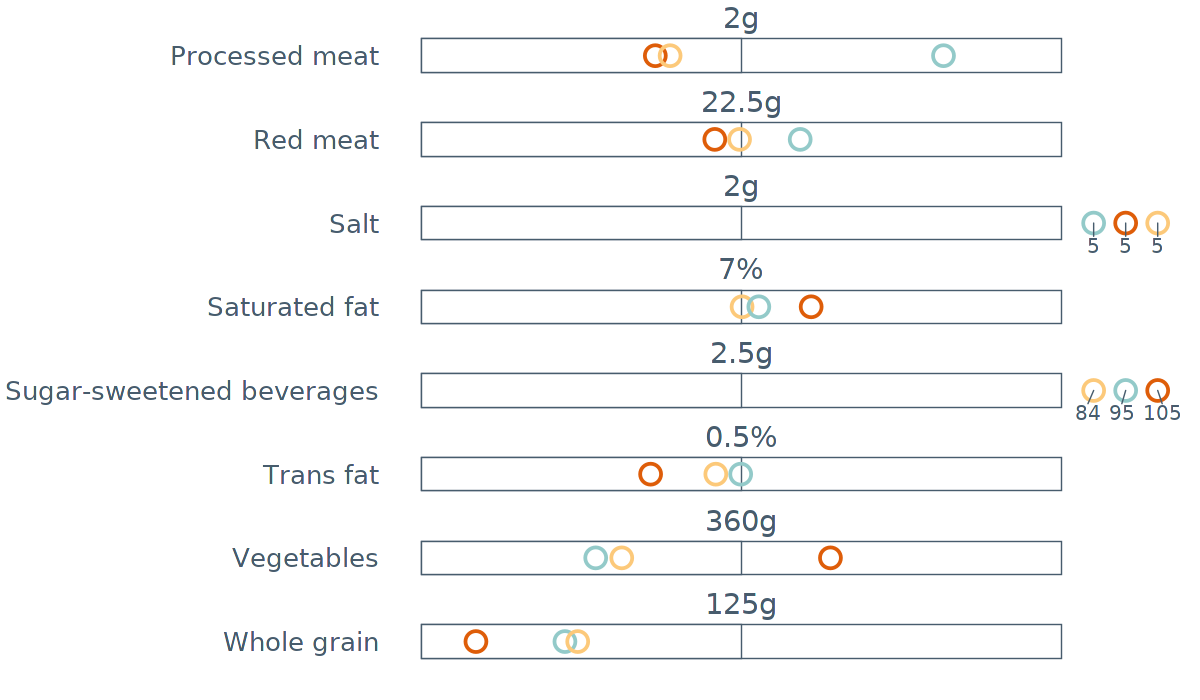 2g
Processed meat
22.5g
Red meat
2g
Salt
5 5 5
7%
Saturated fat
2.5g
Sugar-sweetened beverages
84 95 105
0.5%
Trans fat
360g
Vegetables
125g
Whole grain